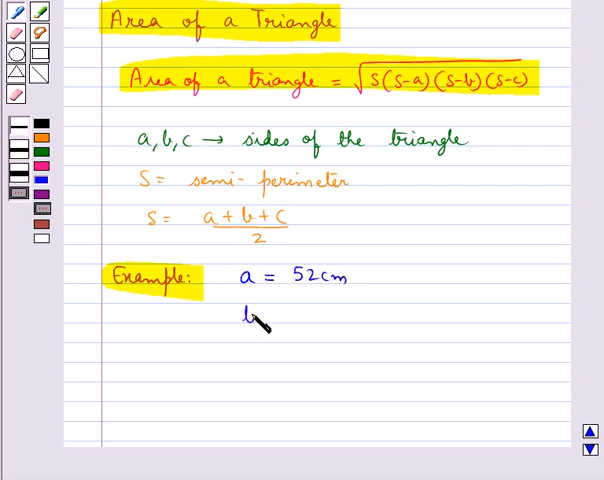 Area of a Triangle
Area of a triangle = √S(S-a)(S-b)(S-c)
a, b, c → sides of the triangle
S = semi-perimeter
S = a + b + c / 2
Example: a = 52cm
b